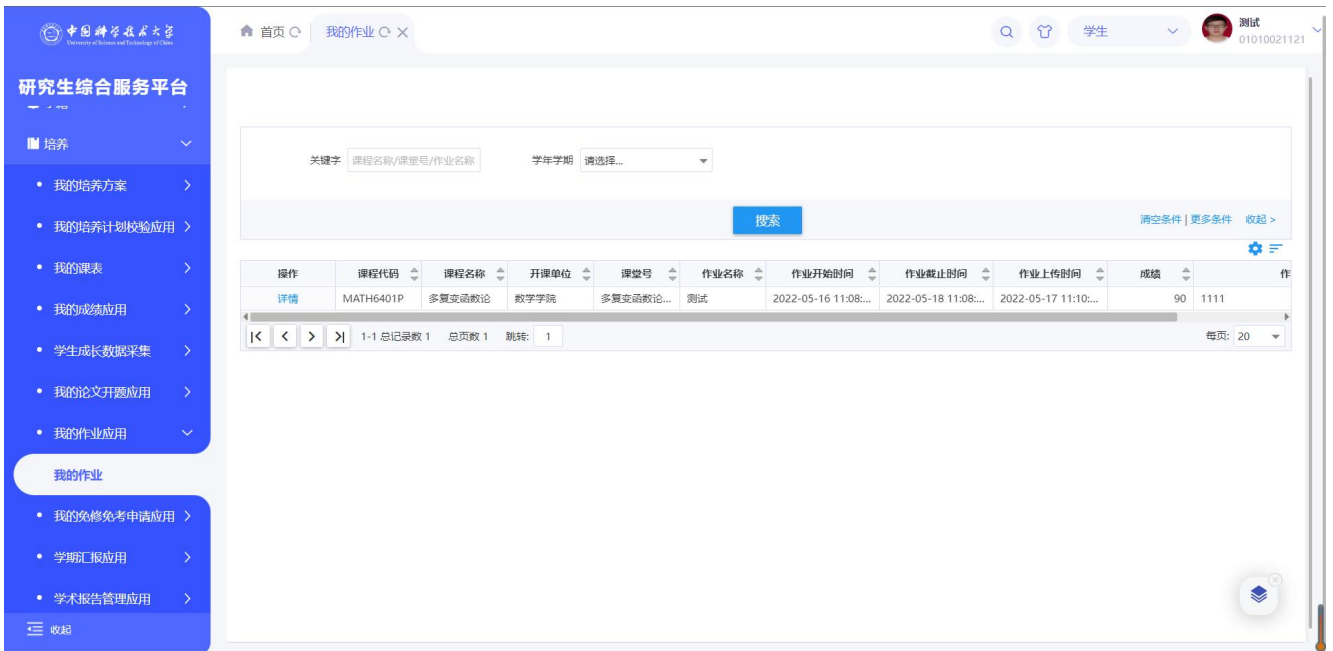 中国科学技术大学
University of Science and Technology of China
首页
我的作业
学生
测试
01010021121
研究生综合服务平台
培养
我的培养方案
我的培养计划校验应用
我的课表
我的成绩应用
学生成长数据采集
我的论文开题应用
我的作业应用
我的作业
我的免修免考申请应用
学期汇报应用
学术报告管理应用
收起
关键字 课程名称/课堂号/作业名称 学年学期 请选择...
搜索 清空条件 | 更多条件 收起 >
操作 课程代码 课程名称 开课单位 课堂号 作业名称 作业开始时间 作业截止时间 作业上传时间 成绩 作
详情 MATH6401P 多复变函数论 数学学院 多复变函数论... 测试 2022-05-16 11:08:... 2022-05-18 11:08:... 2022-05-17 11:10:... 90 1111
1-1 总记录数 1 总页数 1 跳转: 1 每页: 20